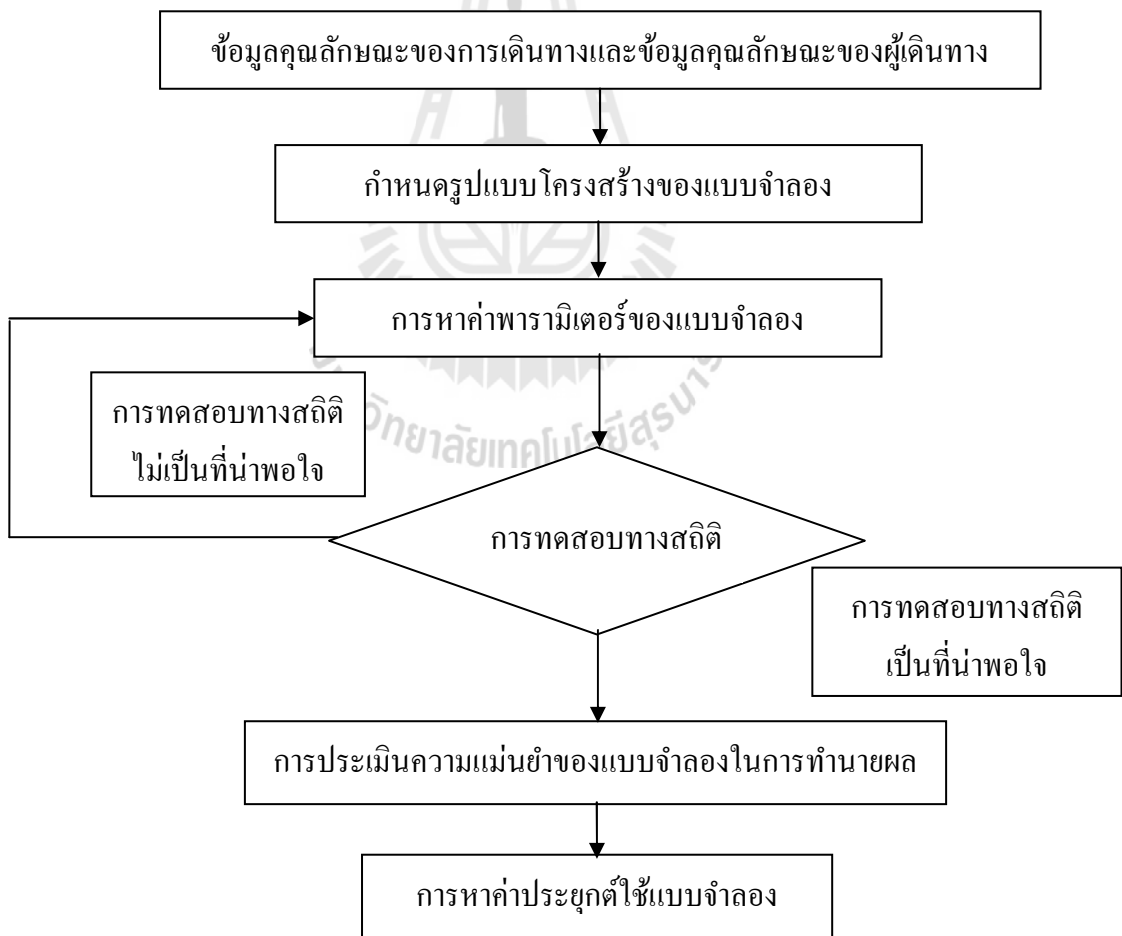 ข้อมูลคุณลักษณะของการเดินทางและข้อมูลคุณลักษณะของผู้เดินทาง
กำหนดรูปแบบโครงสร้างของแบบจำลอง
การหาค่าพารามิเตอร์ของแบบจำลอง
การทดสอบทางสถิติ
ไม่เป็นที่น่าพอใจ
การทดสอบทางสถิติ
การทดสอบทางสถิติ
เป็นที่น่าพอใจ
การประเมินความแม่นยำของแบบจำลองในการทำนายผล
การหาค่าประยุกต์ใช้แบบจำลอง